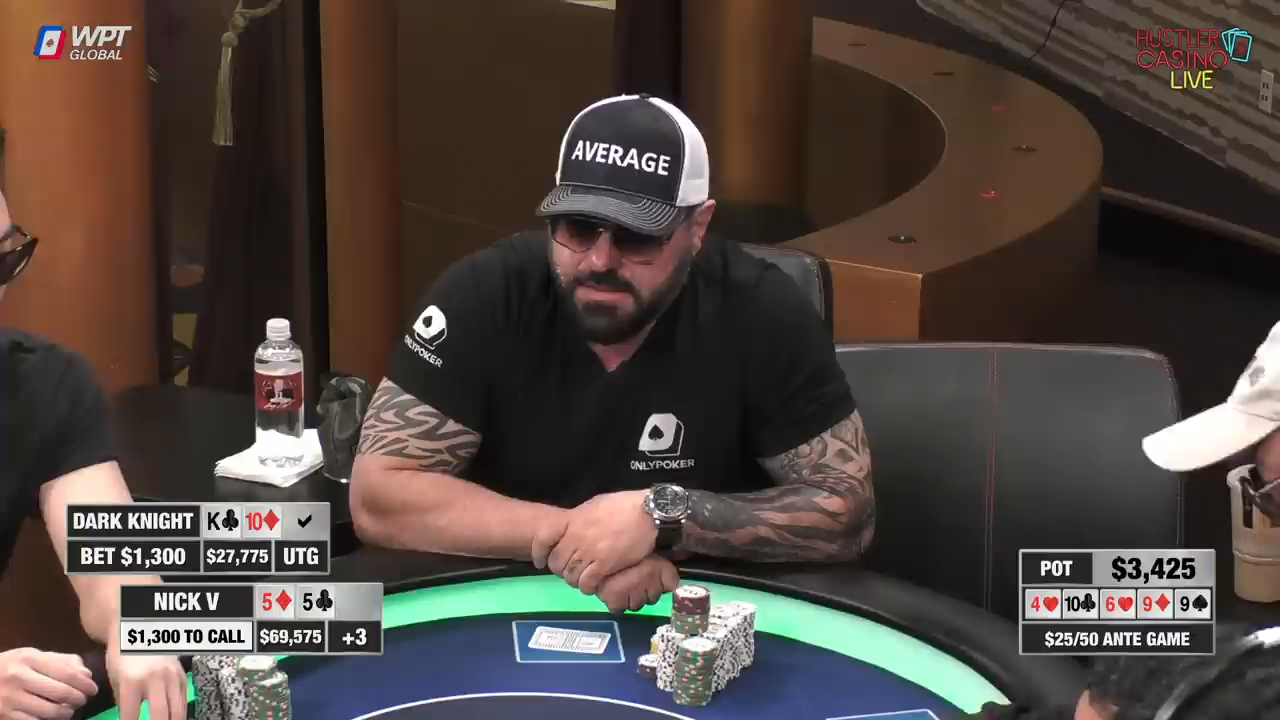 WPT
GLOBAL
HUSTLER
CASINO
LIVE
AVERAGE
ONLYPOKER
ONLYPOKER
DARK KNIGHT K♣ 10♦ ✓
BET $1,300 $27,775 UTG
NICK V 5♦ 5♣
$1,300 TO CALL $69,575 +3
POT $3,425
4♥ 10♣ 6♥ 9♦ 9♠
$25/50 ANTE GAME